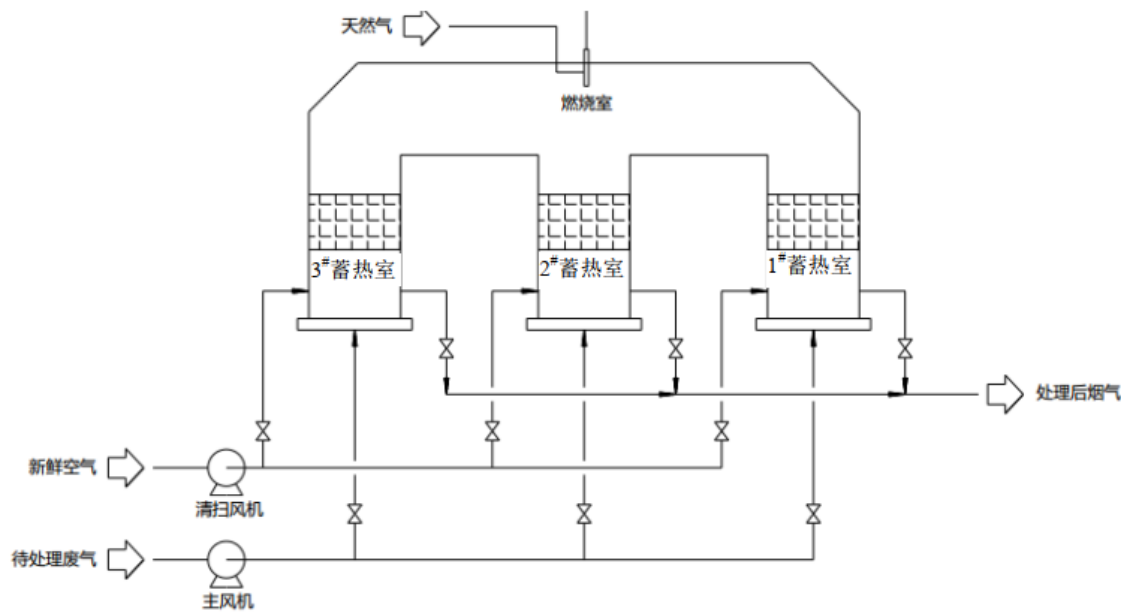 天然气
燃烧室
3#蓄热室
2#蓄热室
1#蓄热室
处理后烟气
新鲜空气
清扫风机
待处理废气
主风机